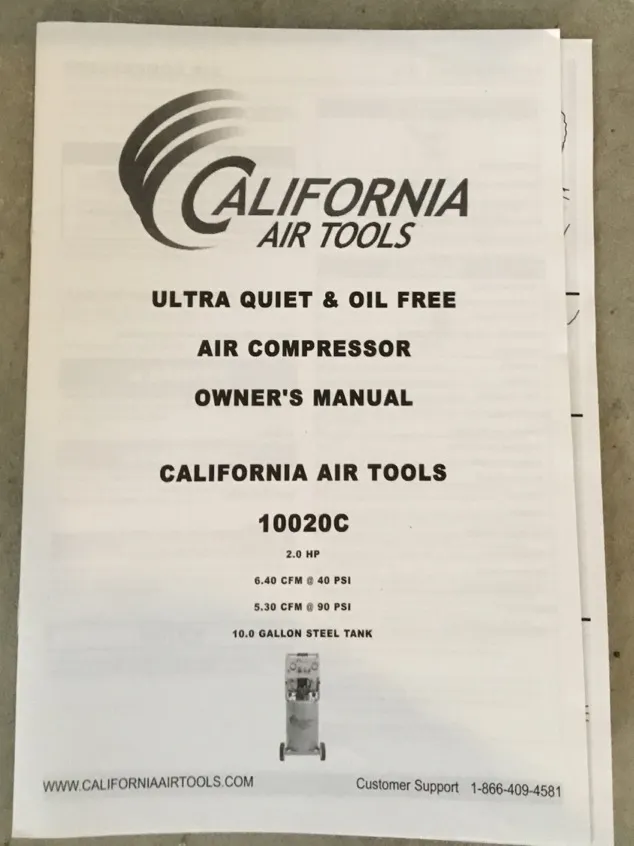 CALIFORNIA
AIR TOOLS
ULTRA QUIET & OIL FREE
AIR COMPRESSOR
OWNER'S MANUAL
CALIFORNIA AIR TOOLS
10020C
2.0 HP
6.40 CFM @ 40 PSI
5.30 CFM @ 90 PSI
10.0 GALLON STEEL TANK
WWW.CALIFORNIAAIRTOOLS.COM
Customer Support 1-866-409-4581